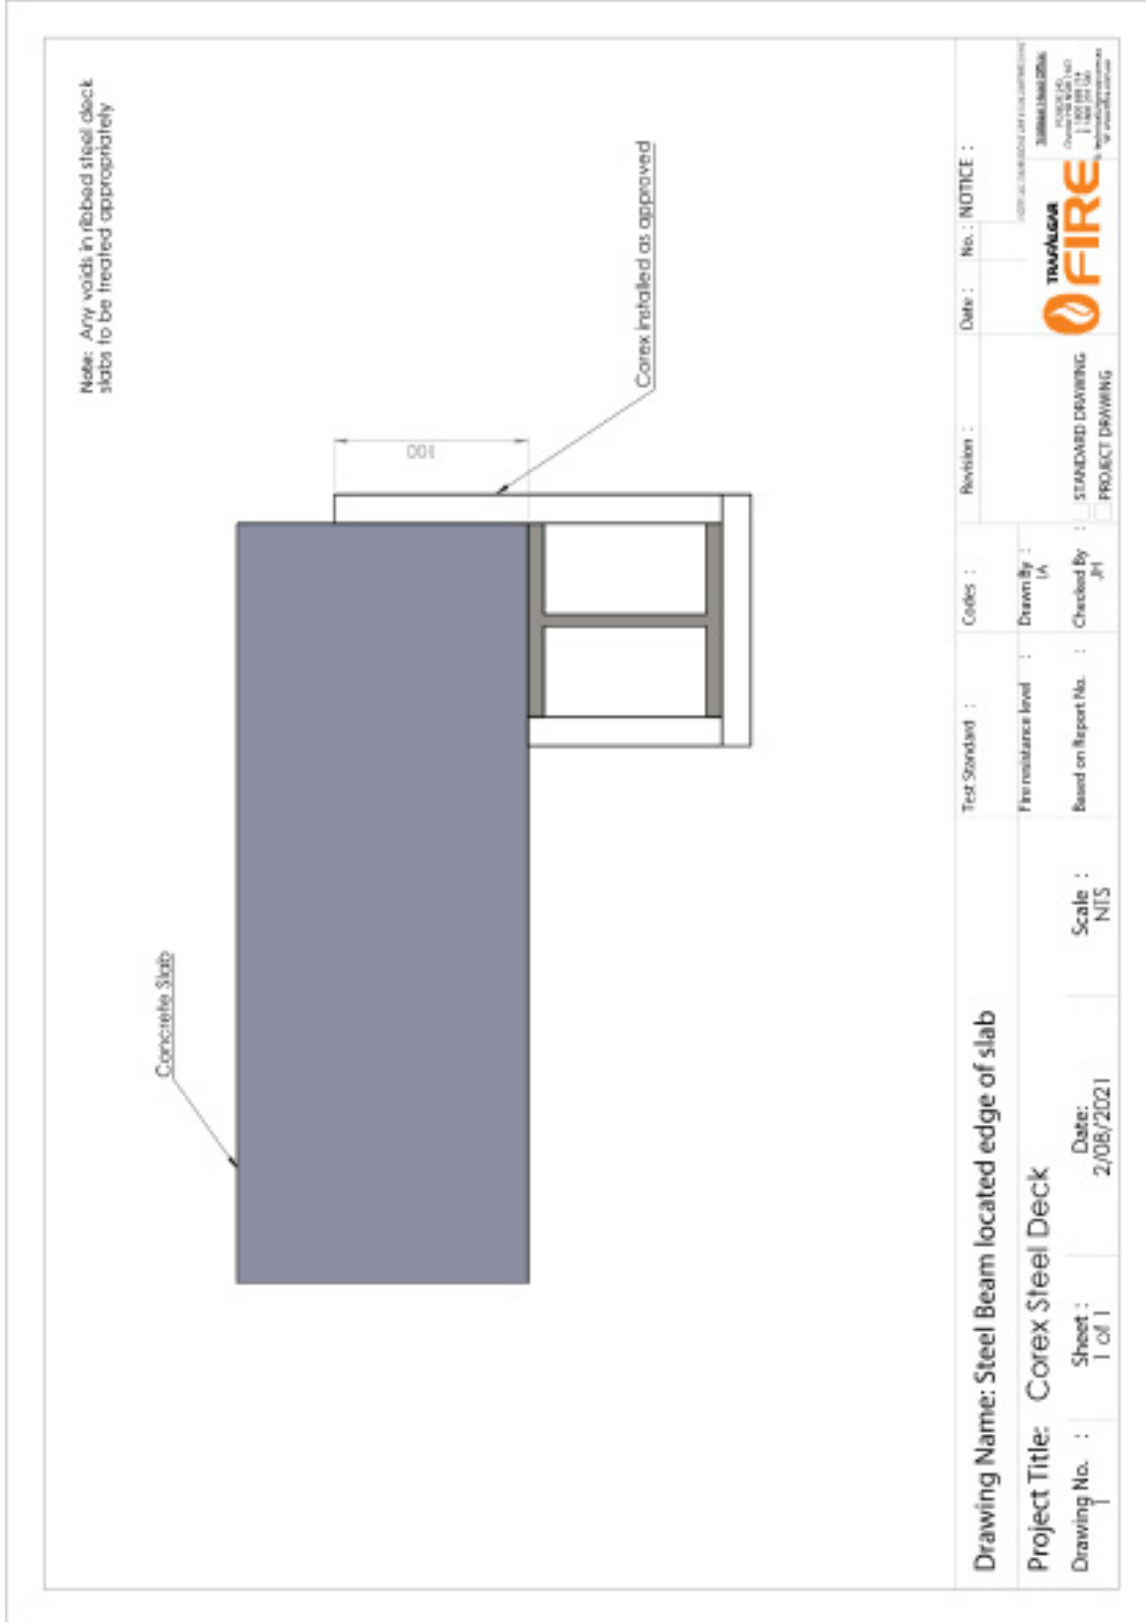 Note: Any voids in ribbed steel deck
slabs to be treated appropriately
Concrete Slab
100
Corex installed as approved
Drawing Name: Steel Beam located edge of slab
Project Title: Corex Steel Deck
Drawing No. :
1
Sheet :
1 of 1
Date:
2/08/2021
Scale :
NTS
Test Standard :
Fire resistance level :
Based on Report No. :
Codes :
Drawn By :
IA
Checked By :
JH
Revision :
Date :
No. :
NOTICE :
STANDARD DRAWING
PROJECT DRAWING
TRAFALGAR
FIRE